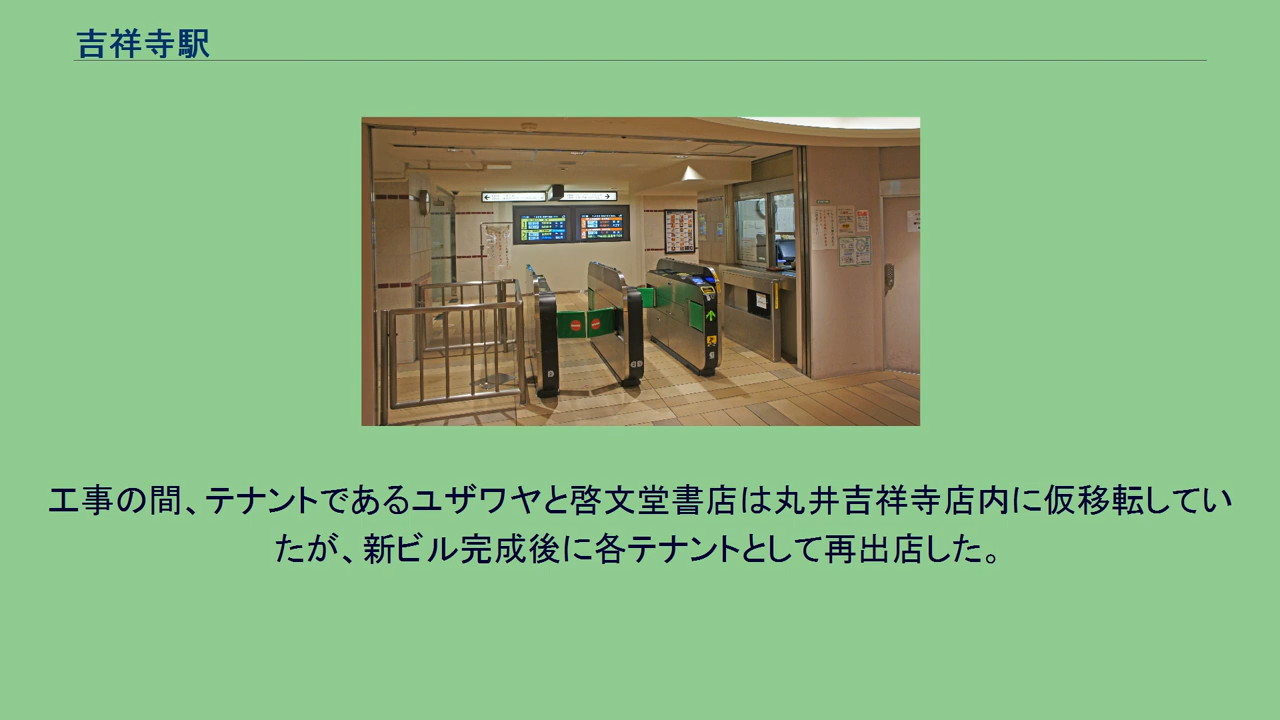 吉祥寺駅
工事の間、テナントであるユザワヤと啓文堂書店は丸井吉祥寺店内に仮移転してい
たが、新ビル完成後に各テナントとして再出店した。